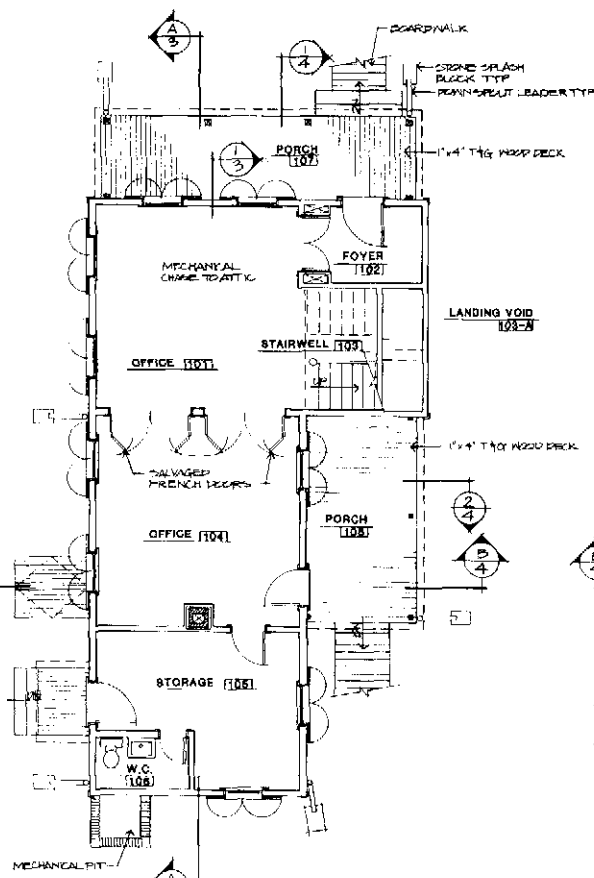 BOARDWALK
A
3
1
4
STONE SPLASH
BLOCK TYP
DOWNSPOUT LEADER TYP
PORCH
107
1"x4" T&G WOOD DECK
1
3
FOYER
102
MECHANICAL
CHASE TO ATTIC
LANDING VOID
103-A
STAIRWELL 103
OFFICE 101
UP
1"x4" T&G WOOD DECK
SALVAGED
FRENCH DOORS
2
4
PORCH
OFFICE 104
B
4
STORAGE 105
W.C.
106
MECHANICAL PIT
A